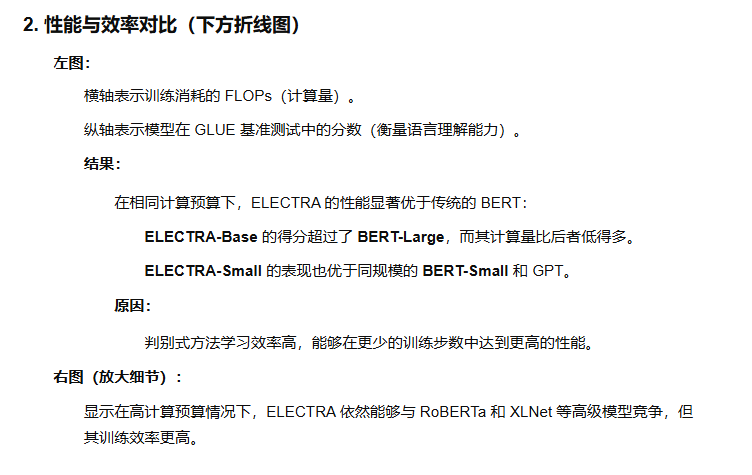 2. 性能与效率对比（下方折线图）
左图：
横轴表示训练消耗的 FLOPs（计算量）。
纵轴表示模型在 GLUE 基准测试中的分数（衡量语言理解能力）。
结果：
在相同计算预算下，ELECTRA 的性能显著优于传统的 BERT：
ELECTRA-Base 的得分超过了 BERT-Large，而其计算量比后者低得多。
ELECTRA-Small 的表现也优于同规模的 BERT-Small 和 GPT。
原因：
判别式方法学习效率高，能够在更少的训练步数中达到更高的性能。
右图（放大细节）：
显示在高计算预算情况下，ELECTRA 依然能够与 RoBERTa 和 XLNet 等高级模型竞争，但
其训练效率更高。